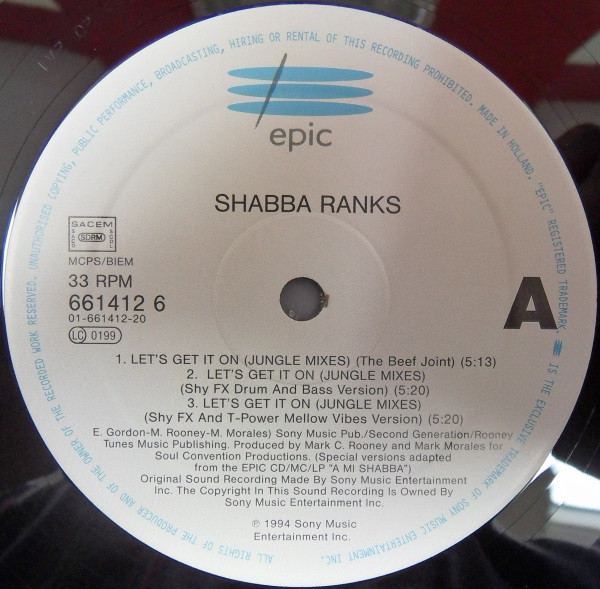 epic
SHABBA RANKS
SACEM
SACD SDRM SGDL
MCPS/BIEM
33 RPM
661412 6
01-661412-20
LC 0199
A
1. LET'S GET IT ON (JUNGLE MIXES) (The Beef Joint) (5:13)
2. LET'S GET IT ON (JUNGLE MIXES)
(Shy FX Drum And Bass Version) (5:20)
3. LET'S GET IT ON (JUNGLE MIXES)
(Shy FX And T-Power Mellow Vibes Version) (5:20)
E. Gordon-M. Rooney-M. Morales) Sony Music Pub./Second Generation/Rooney
Tunes Music Publishing. Produced by Mark C. Rooney and Mark Morales for
Soul Convention Productions. (Special versions adapted
from the EPIC CD/MC/LP "A MI SHABBA")
Original Sound Recording Made By Sony Music Entertainment
Inc. The Copyright In This Sound Recording Is Owned By
Sony Music Entertainment Inc.
℗ 1994 Sony Music
Entertainment Inc.
ALL RIGHTS OF THE PRODUCER AND OF THE OWNER OF THE RECORDED WORK RESERVED. UNAUTHORISED COPYING, PUBLIC PERFORMANCE, BROADCASTING, HIRING OR RENTAL OF THIS RECORDING PROHIBITED. MADE IN HOLLAND. "EPIC" REGISTERED TRADEMARK. IS THE EXCLUSIVE TRADEMARK OF SONY MUSIC ENTERTAINMENT INC.